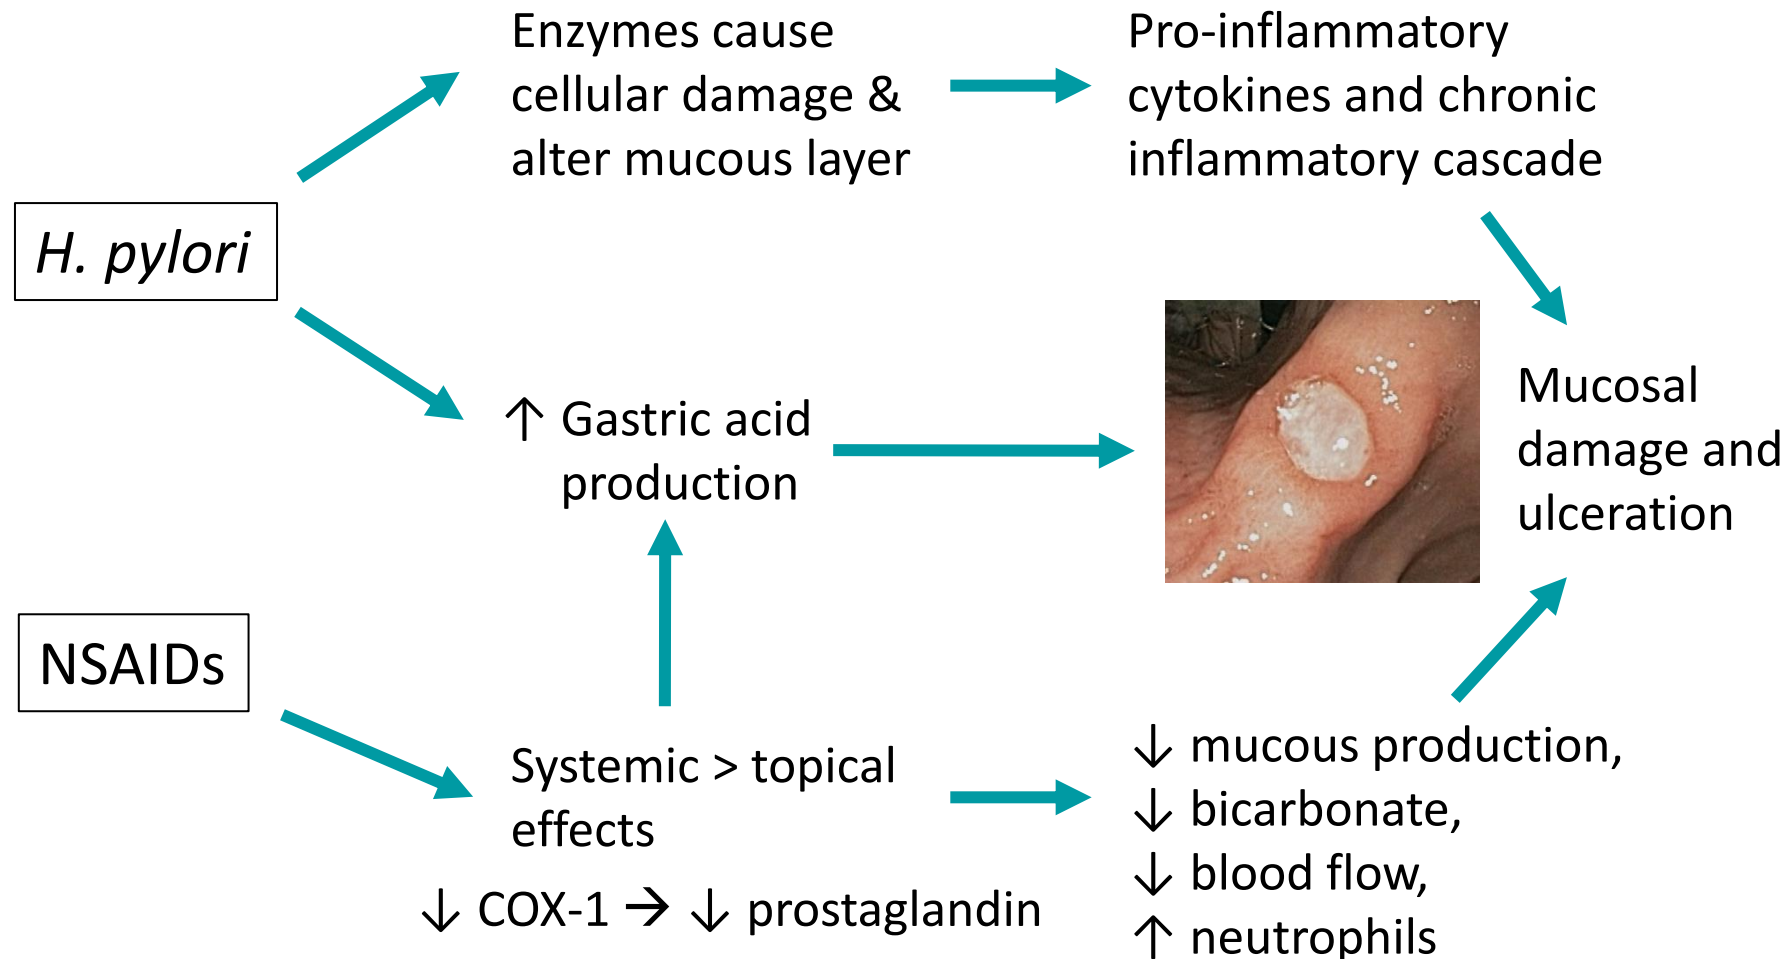 Enzymes cause
cellular damage &
alter mucous layer
Pro-inflammatory
cytokines and chronic
inflammatory cascade
H. pylori
↑ Gastric acid
production
Mucosal
damage and
ulceration
NSAIDs
Systemic > topical
effects
↓ COX-1 → ↓ prostaglandin
↓ mucous production,
↓ bicarbonate,
↓ blood flow,
↑ neutrophils